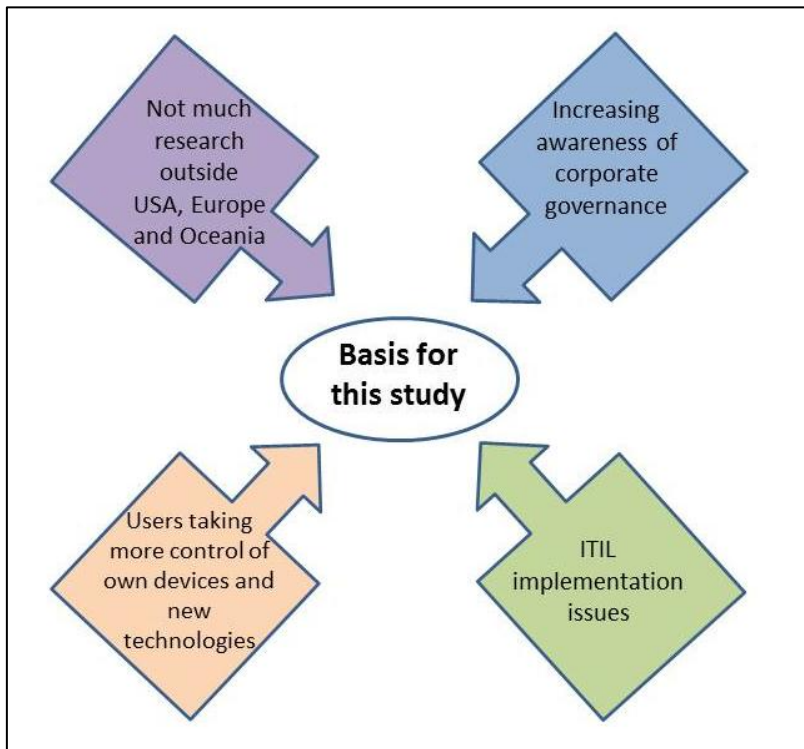 Not much
research
outside
USA, Europe
and Oceania
Increasing
awareness of
corporate
governance
Basis for
this study
Users taking
more control of
own devices and
new
technologies
ITIL
implementation
issues